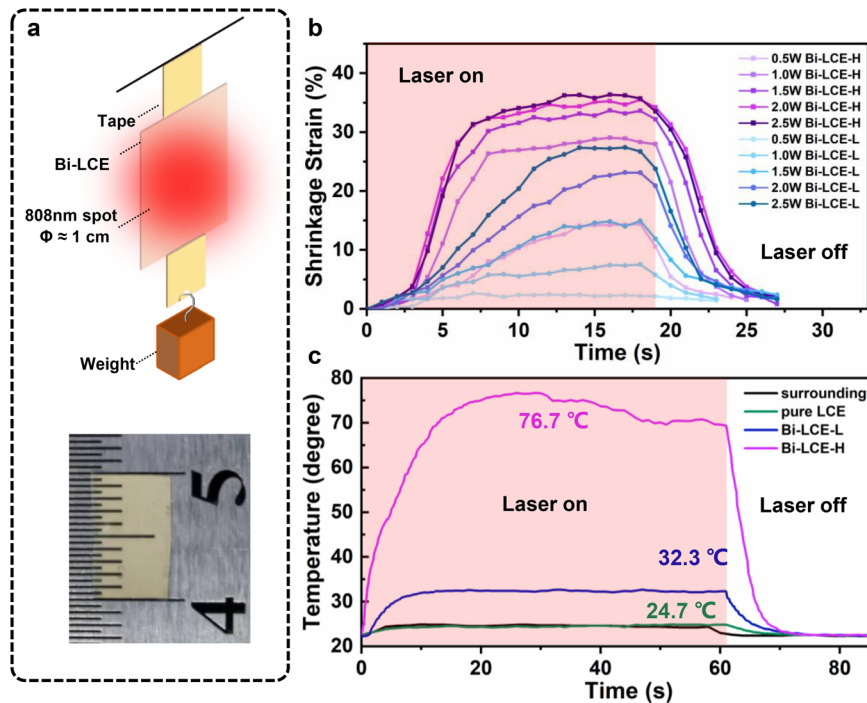 a
Tape
Bi-LCE
808nm spot
Φ ≈ 1 cm
Weight
5
4
b
Shrinkage Strain (%)
40
30
20
10
0
Laser on
Laser off
0.5W Bi-LCE-H
1.0W Bi-LCE-H
1.5W Bi-LCE-H
2.0W Bi-LCE-H
2.5W Bi-LCE-H
0.5W Bi-LCE-L
1.0W Bi-LCE-L
1.5W Bi-LCE-L
2.0W Bi-LCE-L
2.5W Bi-LCE-L
0 5 10 15 20 25 30
Time (s)
c
Temperature (degree)
80
70
60
50
40
30
20
76.7 ℃
Laser on
Laser off
32.3 ℃
24.7 ℃
surrounding
pure LCE
Bi-LCE-L
Bi-LCE-H
0 20 40 60 80
Time (s)